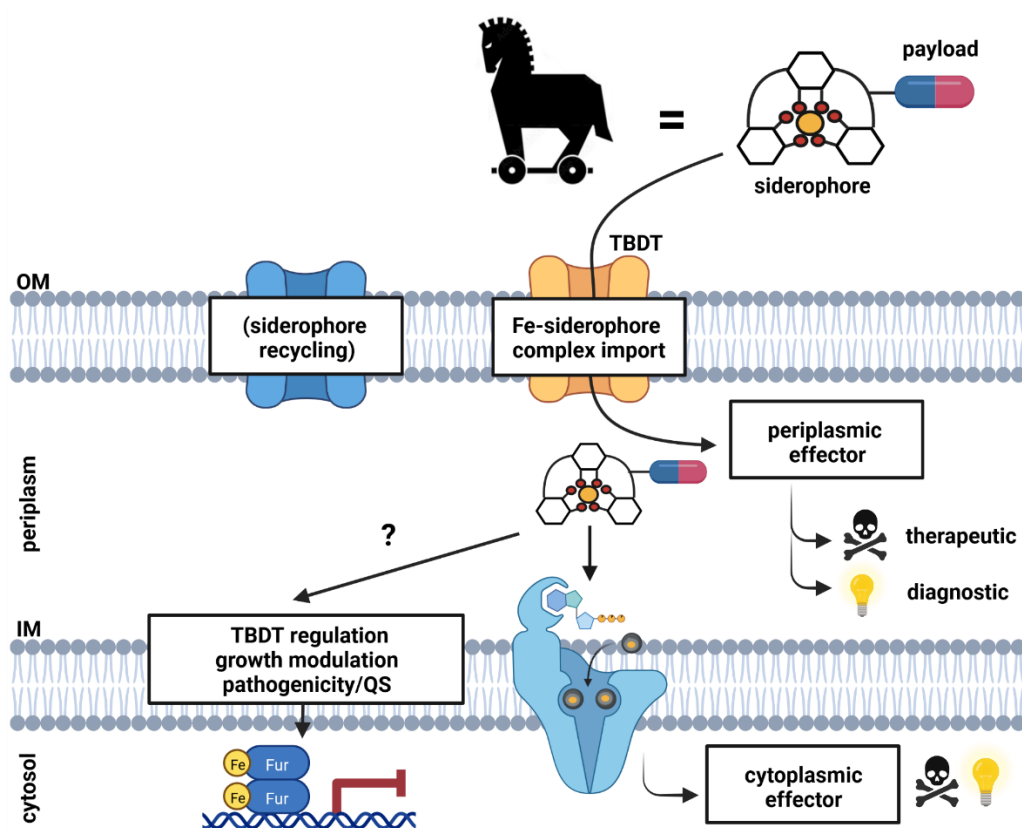 payload
=
siderophore
TBDT
OM
(siderophore
recycling)
Fe-siderophore
complex import
periplasm
periplasmic
effector
?
therapeutic
diagnostic
IM
TBDT regulation
growth modulation
pathogenicity/QS
cytosol
Fe
Fur
Fe
Fur
cytoplasmic
effector